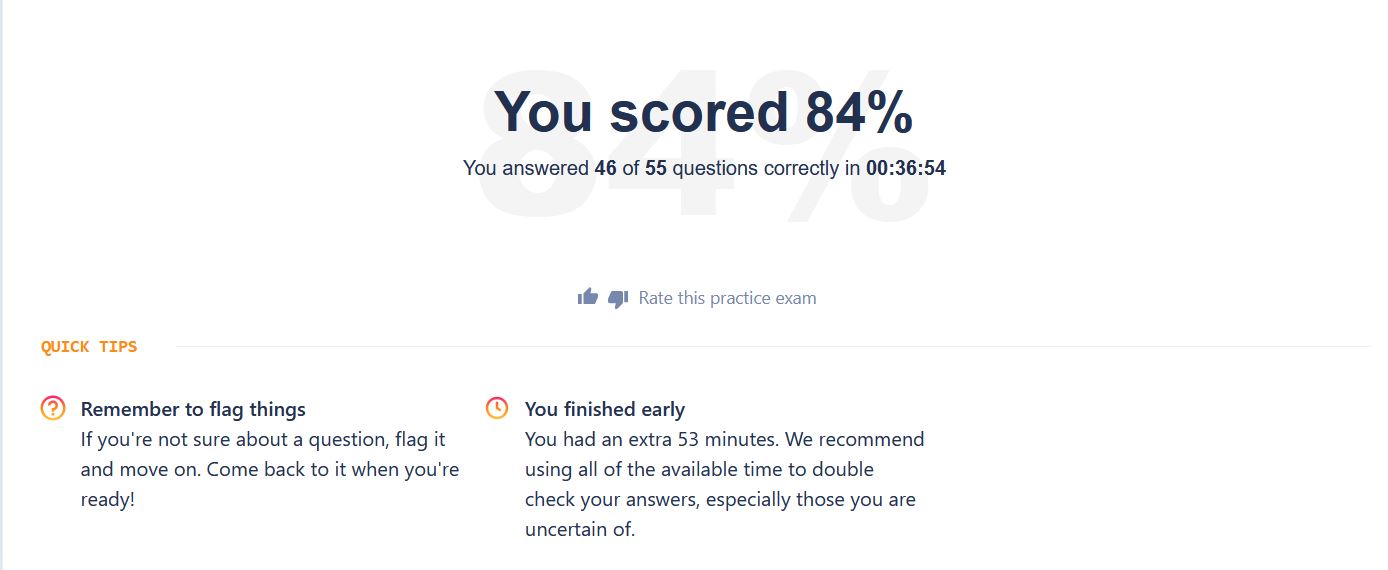 84%
You scored 84%
You answered 46 of 55 questions correctly in 00:36:54
Rate this practice exam
QUICK TIPS
Remember to flag things
If you're not sure about a question, flag it
and move on. Come back to it when you're
ready!
You finished early
You had an extra 53 minutes. We recommend
using all of the available time to double
check your answers, especially those you are
uncertain of.